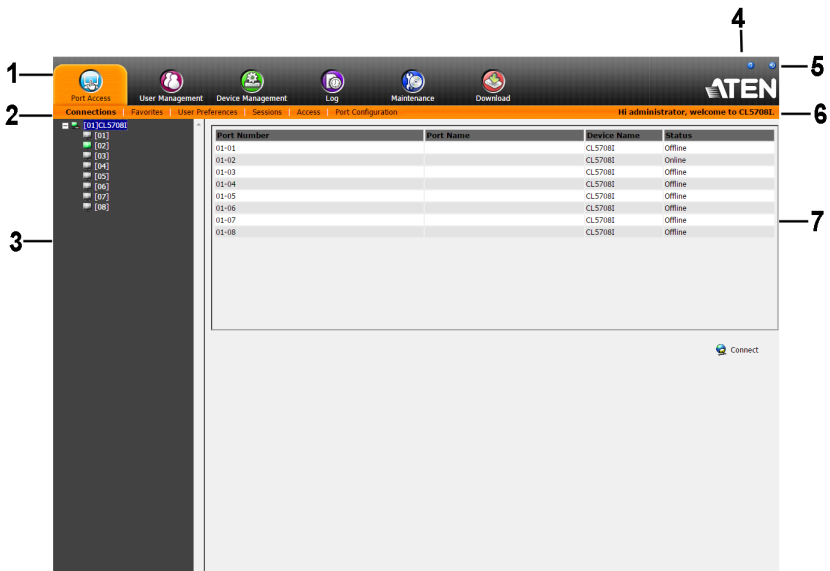 4
1
5
ATEN
Port Access User Management Device Management Log Maintenance Download
2
Connections Favorites User Preferences Sessions Access Port Configuration Hi administrator, welcome to CL5708I.
6
[01]CL5708I
[01]
[02]
[03]
[04]
[05]
[06]
[07]
[08]
3
Port Number Port Name Device Name Status
01-01 CL5708I Offline
01-02 CL5708I Online
01-03 CL5708I Offline
01-04 CL5708I Offline
01-05 CL5708I Offline
01-06 CL5708I Offline
01-07 CL5708I Offline
01-08 CL5708I Offline
7
Connect